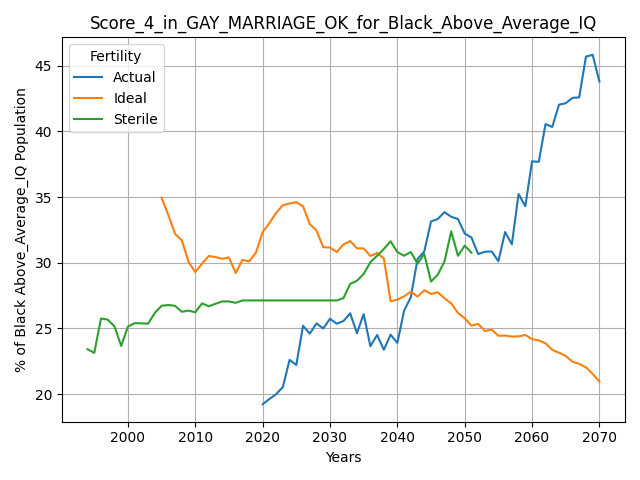 Score_4_in_GAY_MARRIAGE_OK_for_Black_Above_Average_IQ
Fertility
Actual
Ideal
Sterile
% of Black Above_Average_IQ Population
45
40
35
30
25
20
2000
2010
2020
2030
2040
2050
2060
2070
Years